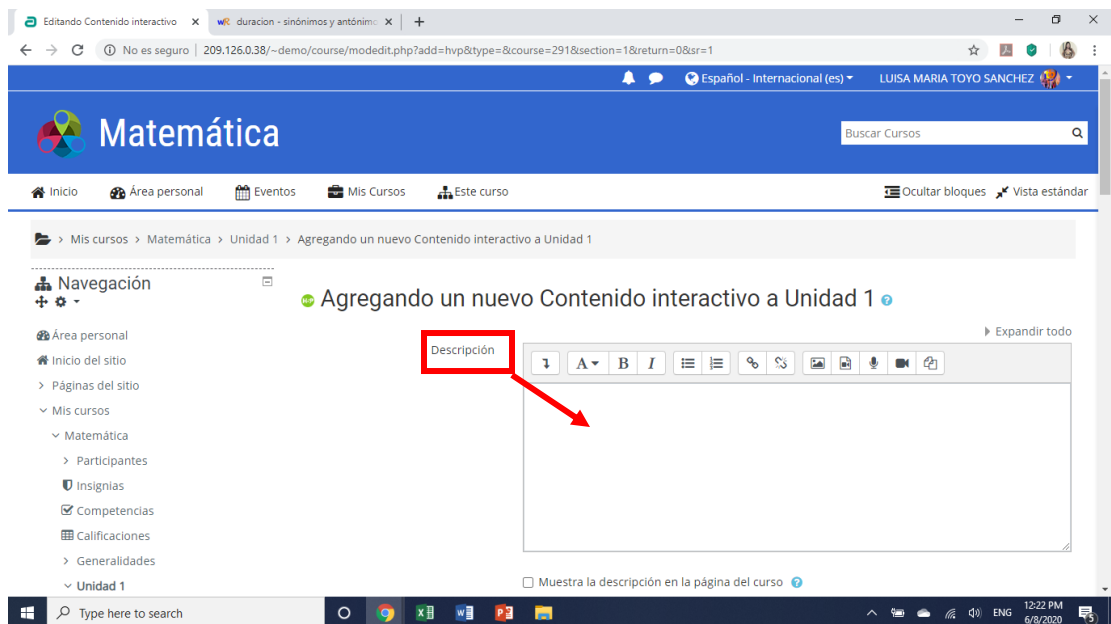 Editando Contenido interactivo
wR duracion - sinónimos y antónimo
No es seguro | 209.126.0.38/~demo/course/modedit.php?add=hvp&type=&course=291&section=1&return=0&sr=1
Español - Internacional (es)
LUISA MARIA TOYO SANCHEZ
Matemática
Buscar Cursos
Inicio
Área personal
Eventos
Mis Cursos
Este curso
Ocultar bloques
Vista estándar
> Mis cursos > Matemática > Unidad 1 > Agregando un nuevo Contenido interactivo a Unidad 1
Navegación
H-P Agregando un nuevo Contenido interactivo a Unidad 1
Expandir todo
Área personal
Inicio del sitio
Páginas del sitio
Mis cursos
Matemática
Participantes
Insignias
Competencias
Calificaciones
Generalidades
Unidad 1
Descripción
A B I
Muestra la descripción en la página del curso
Type here to search
ENG
12:22 PM
6/8/2020
5